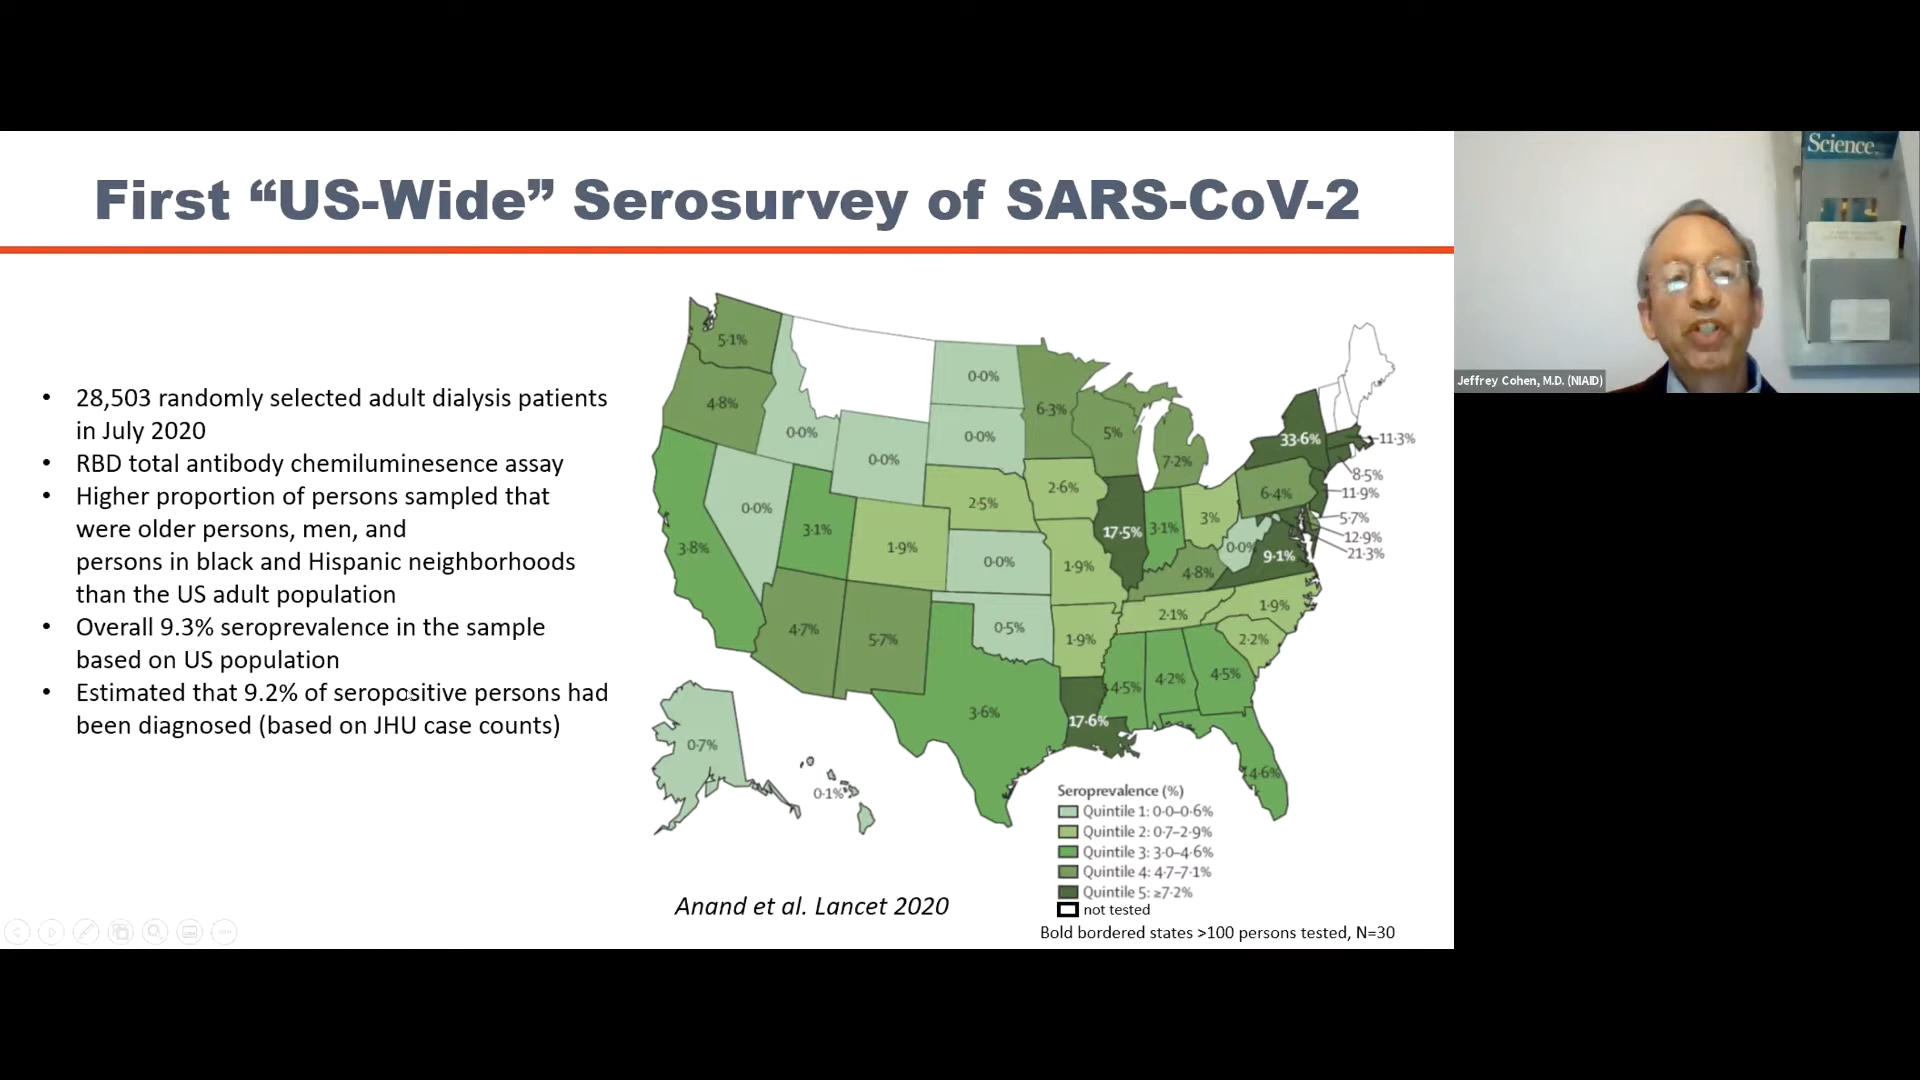 Science
First “US-Wide” Serosurvey of SARS-CoV-2
Jeffrey Cohen, M.D. (NIAID)
• 28,503 randomly selected adult dialysis patients
in July 2020
• RBD total antibody chemiluminesence assay
• Higher proportion of persons sampled that
were older persons, men, and
persons in black and Hispanic neighborhoods
than the US adult population
• Overall 9.3% seroprevalence in the sample
based on US population
• Estimated that 9.2% of seropositive persons had
been diagnosed (based on JHU case counts)
5·1%
0·0%
4·8%
6·3%
0·0%
0·0%
5%
33·6%
11·3%
0·0%
7·2%
8·5%
2·6%
6·4%
11·9%
2·5%
0·0%
3%
5·7%
3·1%
17·5%
3·1%
12·9%
3·8%
1·9%
0·0%
0·0%
9·1%
21·3%
1·9%
4·8%
1·9%
4·7%
5·7%
0·5%
1·9%
2·1%
2·2%
4·5%
4·2%
4·5%
3·6%
17·6%
0·7%
4·6%
0·1%
Seroprevalence (%)
Quintile 1: 0·0–0·6%
Quintile 2: 0·7–2·9%
Quintile 3: 3·0–4·6%
Quintile 4: 4·7–7·1%
Quintile 5: ≥7·2%
not tested
Anand et al. Lancet 2020
Bold bordered states >100 persons tested, N=30